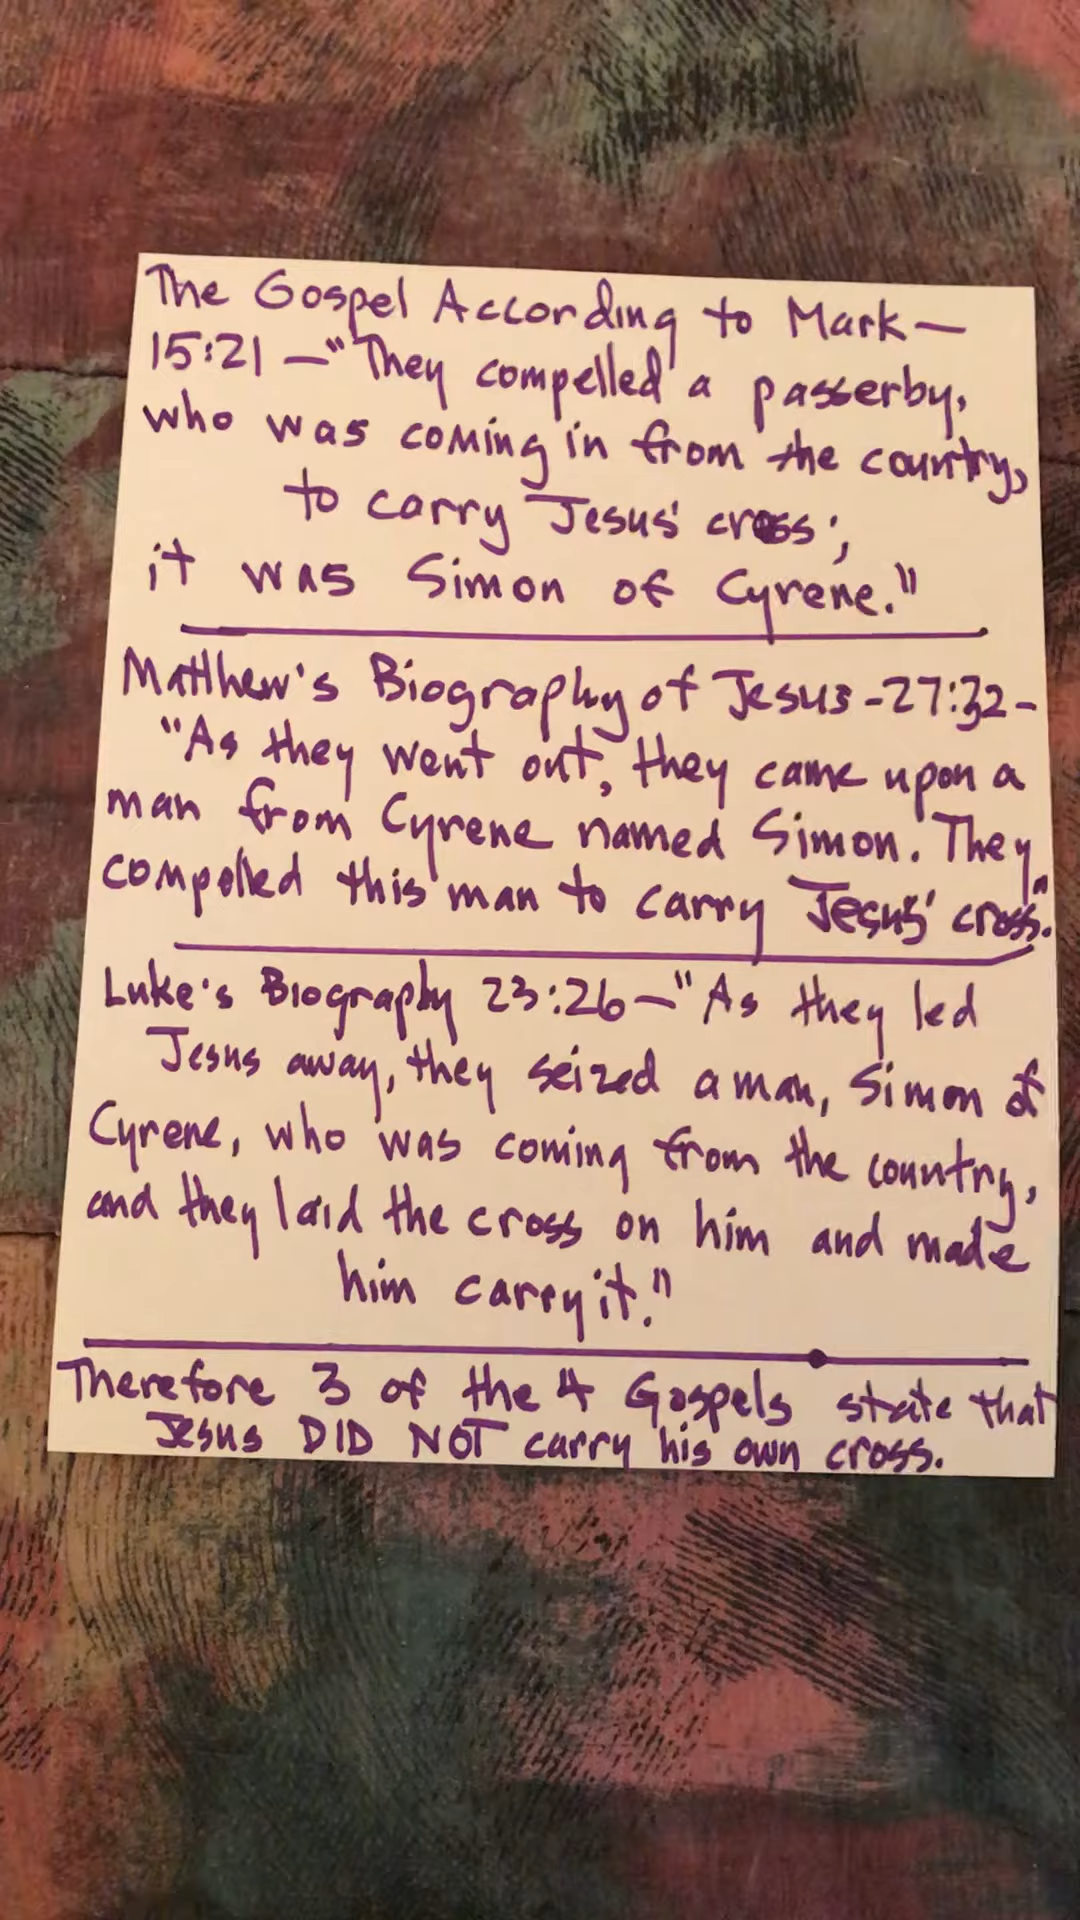 The Gospel According to Mark—
15:21 —"They compelled a passerby,
who was coming in from the country,
to carry Jesus' cross;
it was Simon of Cyrene."
Matthew's Biography of Jesus-27:32-
"As they went out, they came upon a
man from Cyrene named Simon. They
compelled this man to carry Jesus' cross."
Luke's Biography 23:26—"As they led
Jesus away, they seized a man, Simon of
Cyrene, who was coming from the country,
and they laid the cross on him and made
him carry it."
Therefore 3 of the 4 Gospels state that
Jesus DID NOT carry his own cross.